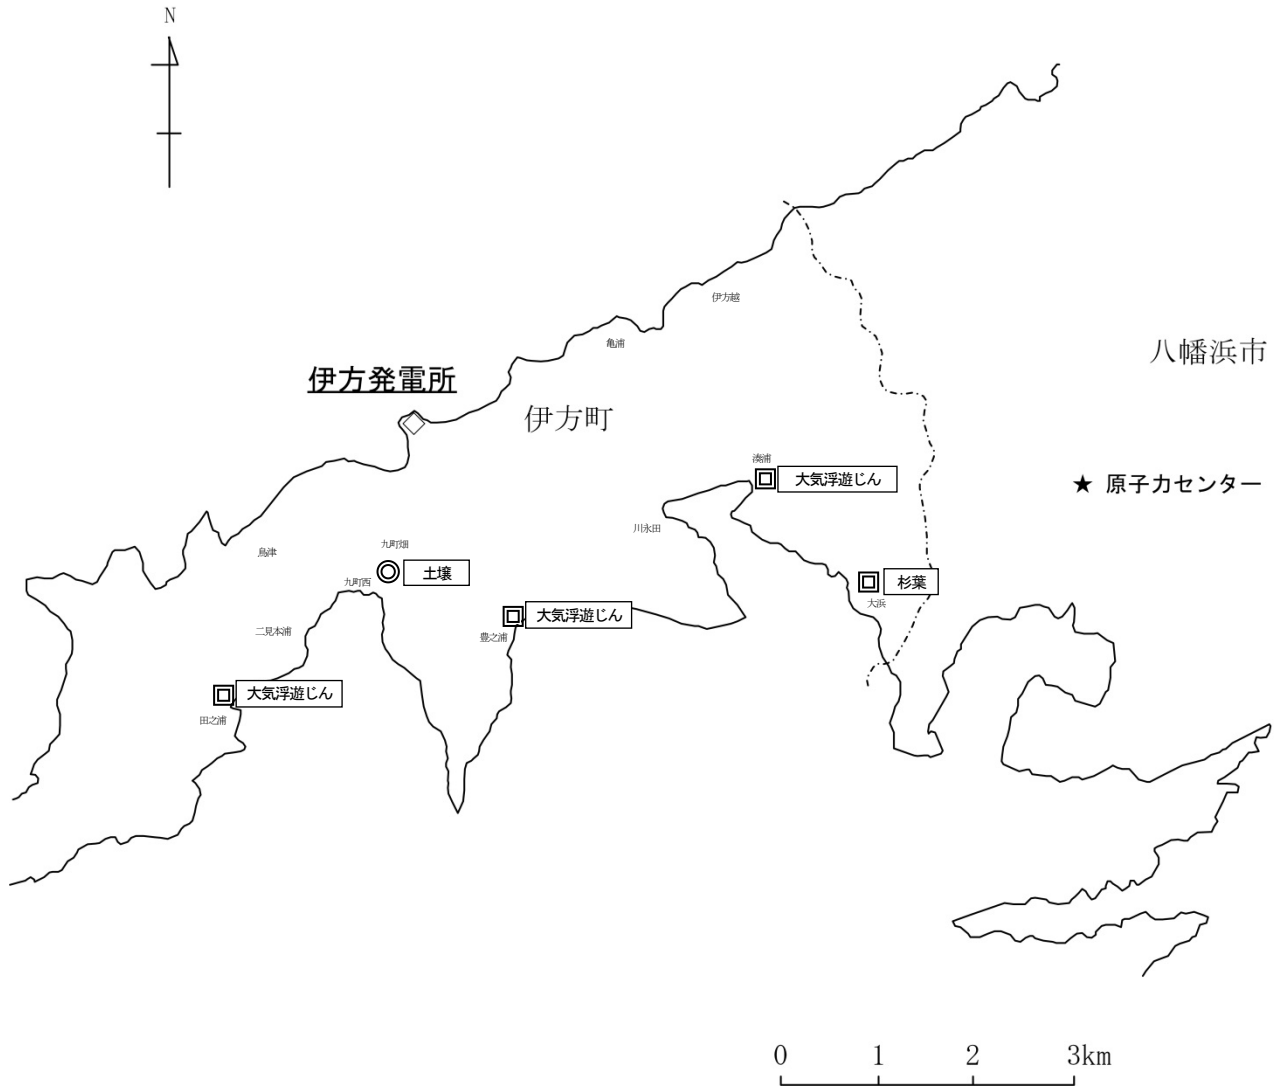 N
伊方越
亀浦
八幡浜市
伊方発電所
伊方町
湊浦
大気浮遊じん
★ 原子力センター
川永田
鳥津
九町畑
土壌
九町西
杉葉
大浜
大気浮遊じん
二見本浦
豊之浦
大気浮遊じん
田之浦
0 1 2 3km